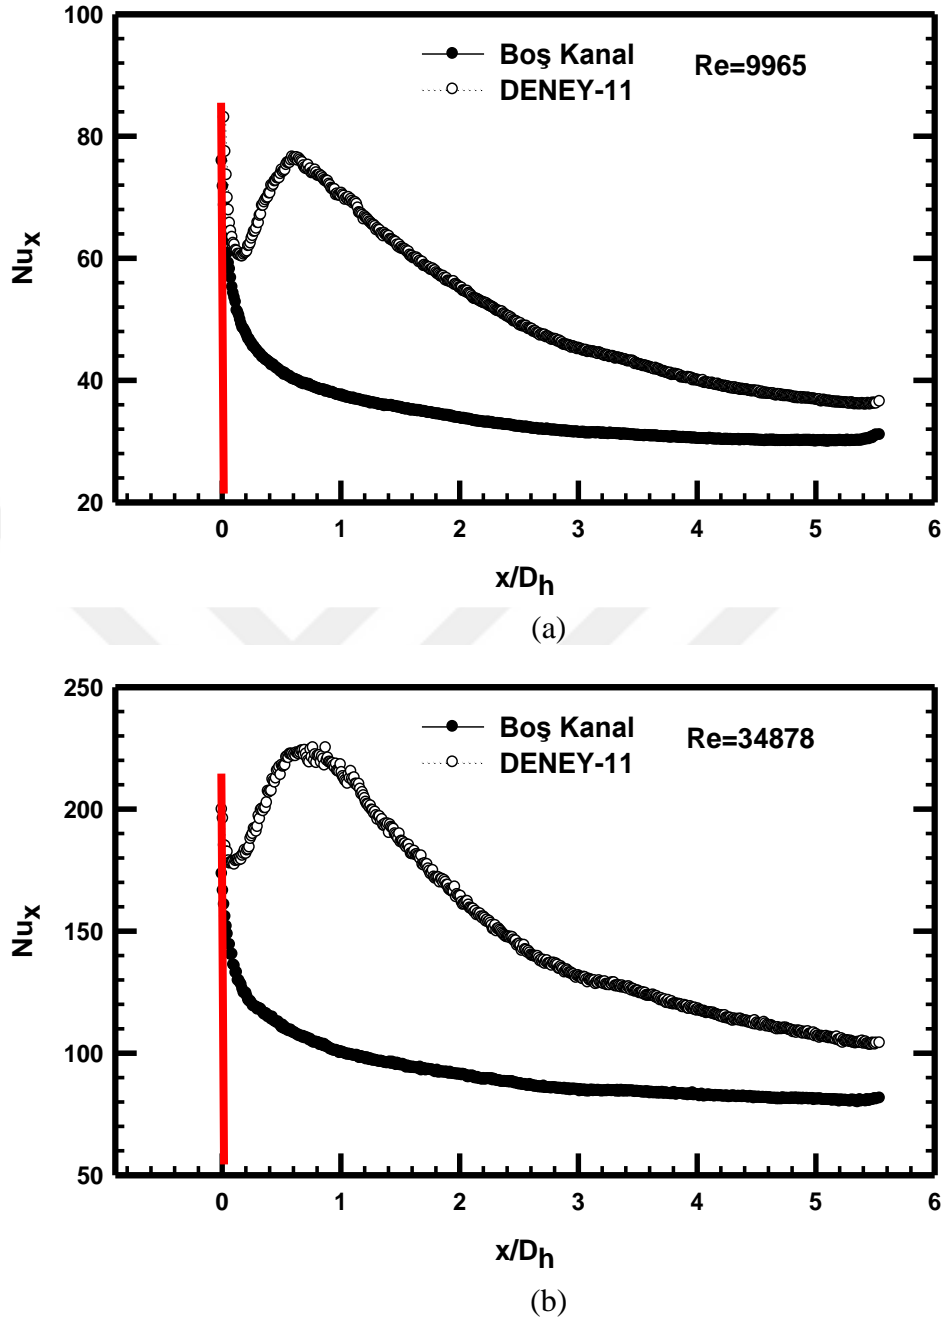 100
80
60
40
20
Nux
Boş Kanal
DENEY-11
Re=9965
0 1 2 3 4 5 6
x/Dh
(a)
250
200
150
100
50
Nux
Boş Kanal
DENEY-11
Re=34878
0 1 2 3 4 5 6
x/Dh
(b)